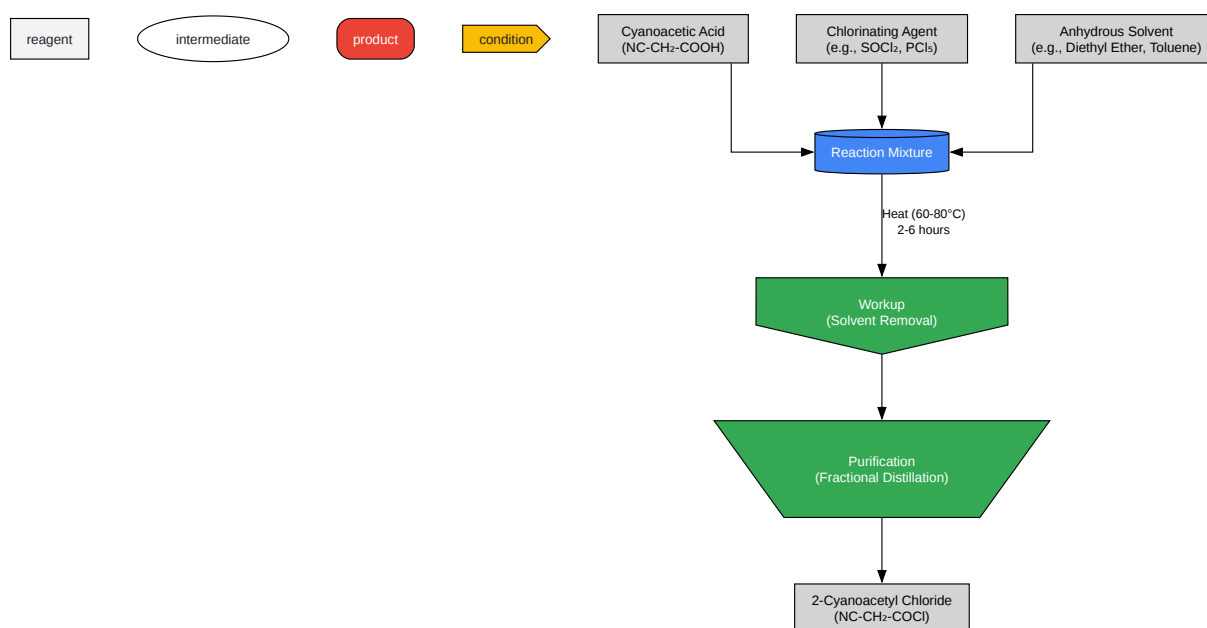 reagent
intermediate
product
condition
Cyanoacetic Acid
(NC-CH₂-COOH)
Chlorinating Agent
(e.g., SOCl₂, PCl₅)
Anhydrous Solvent
(e.g., Diethyl Ether, Toluene)
Reaction Mixture
Heat (60-80°C)
2-6 hours
Workup
(Solvent Removal)
Purification
(Fractional Distillation)
2-Cyanoacetyl Chloride
(NC-CH₂-COCl)